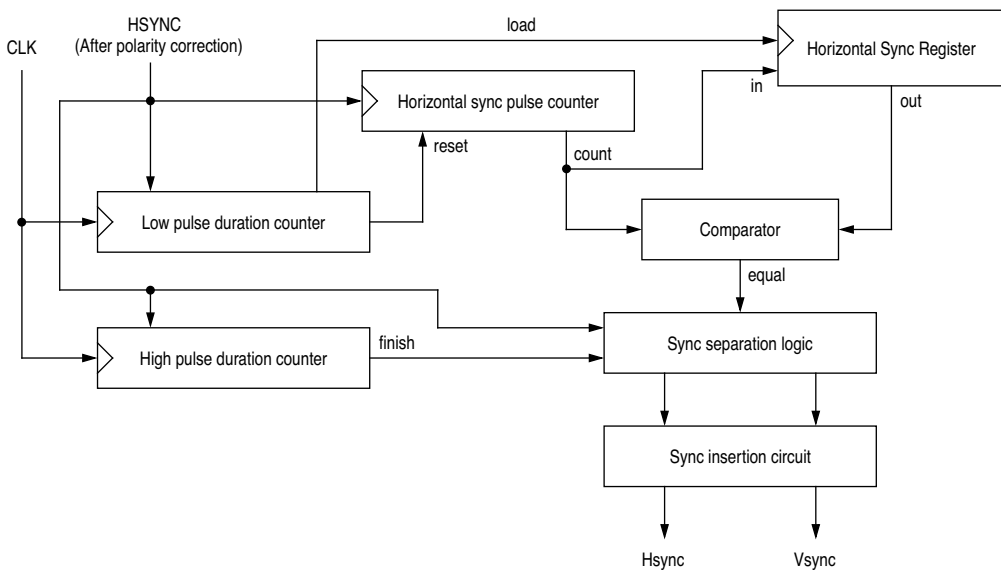 HSYNC
(After polarity correction)
CLK
load
Horizontal Sync Register
in
out
Horizontal sync pulse counter
reset
count
Low pulse duration counter
Comparator
equal
High pulse duration counter
finish
Sync separation logic
Sync insertion circuit
Hsync
Vsync